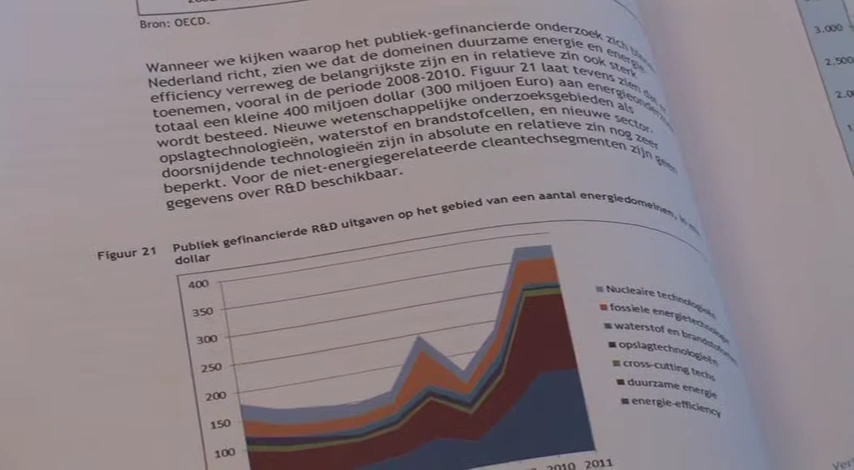 Bron: OECD.
Wanneer we kijken waarop het publiek-gefinancierde onderzoek zich
Nederland richt, zien we dat de domeinen duurzame energie en energie
efficiency verreweg de belangrijkste zijn en in relatieve zin ook sterk
toenemen, vooral in de periode 2008-2010. Figuur 21 laat tevens zien dat
totaal een kleine 400 miljoen dollar (300 miljoen Euro) aan
wordt besteed. Nieuwe wetenschappelijke onderzoeksgebieden als
opslagtechnologieën, waterstof en brandstofcellen, en nieuwe sector-
doorsnijdende technologieën zijn in absolute en relatieve zin nog zeer
beperkt. Voor de niet-energiegerelateerde cleantechsegmenten zijn geen
gegevens over R&D beschikbaar.
Figuur 21 Publiek gefinancierde R&D uitgaven op het gebied van een aantal energiedomeinen,
dollar
400
350
300
250
200
150
100
Nucleaire technologieën
fossiele
waterstof en
opslagtechnologieën
cross-cutting techs
duurzame energie
energie-efficiency
2010 2011
3.000
2.500